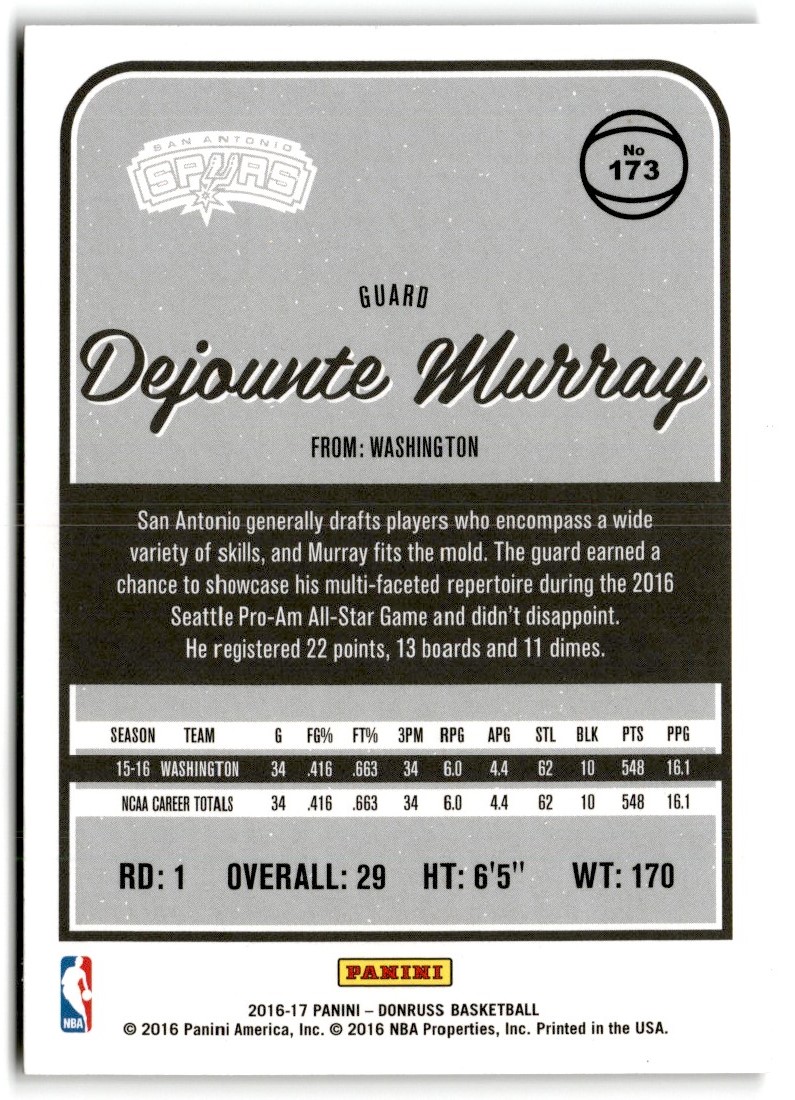 SAN ANTONIO
SPURS
No
173
GUARD
Dejounte Murray
FROM: WASHINGTON
San Antonio generally drafts players who encompass a wide
variety of skills, and Murray fits the mold. The guard earned a
chance to showcase his multi-faceted repertoire during the 2016
Seattle Pro-Am All-Star Game and didn't disappoint.
He registered 22 points, 13 boards and 11 dimes.
SEASON TEAM G FG% FT% 3PM RPG APG STL BLK PTS PPG
15-16 WASHINGTON 34 .416 .663 34 6.0 4.4 62 10 548 16.1
NCAA CAREER TOTALS 34 .416 .663 34 6.0 4.4 62 10 548 16.1
RD: 1 OVERALL: 29 HT: 6'5" WT: 170
NBA
PANINI
2016-17 PANINI – DONRUSS BASKETBALL
© 2016 Panini America, Inc. © 2016 NBA Properties, Inc. Printed in the USA.